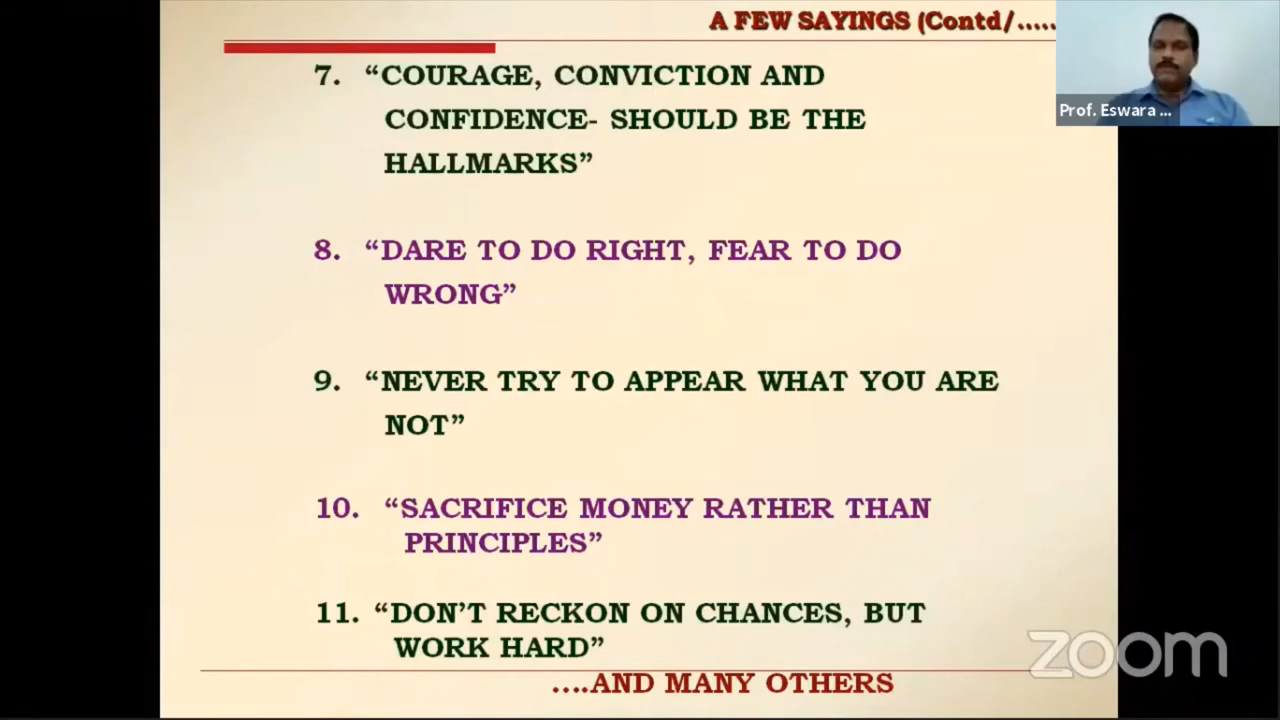 A FEW SAYINGS (Contd/.....
Prof. Eswara ...
7. “COURAGE, CONVICTION AND
CONFIDENCE- SHOULD BE THE
HALLMARKS”
8. “DARE TO DO RIGHT, FEAR TO DO
WRONG”
9. “NEVER TRY TO APPEAR WHAT YOU ARE
NOT”
10. “SACRIFICE MONEY RATHER THAN
PRINCIPLES”
11. “DON’T RECKON ON CHANCES, BUT
WORK HARD”
....AND MANY OTHERS
zoom